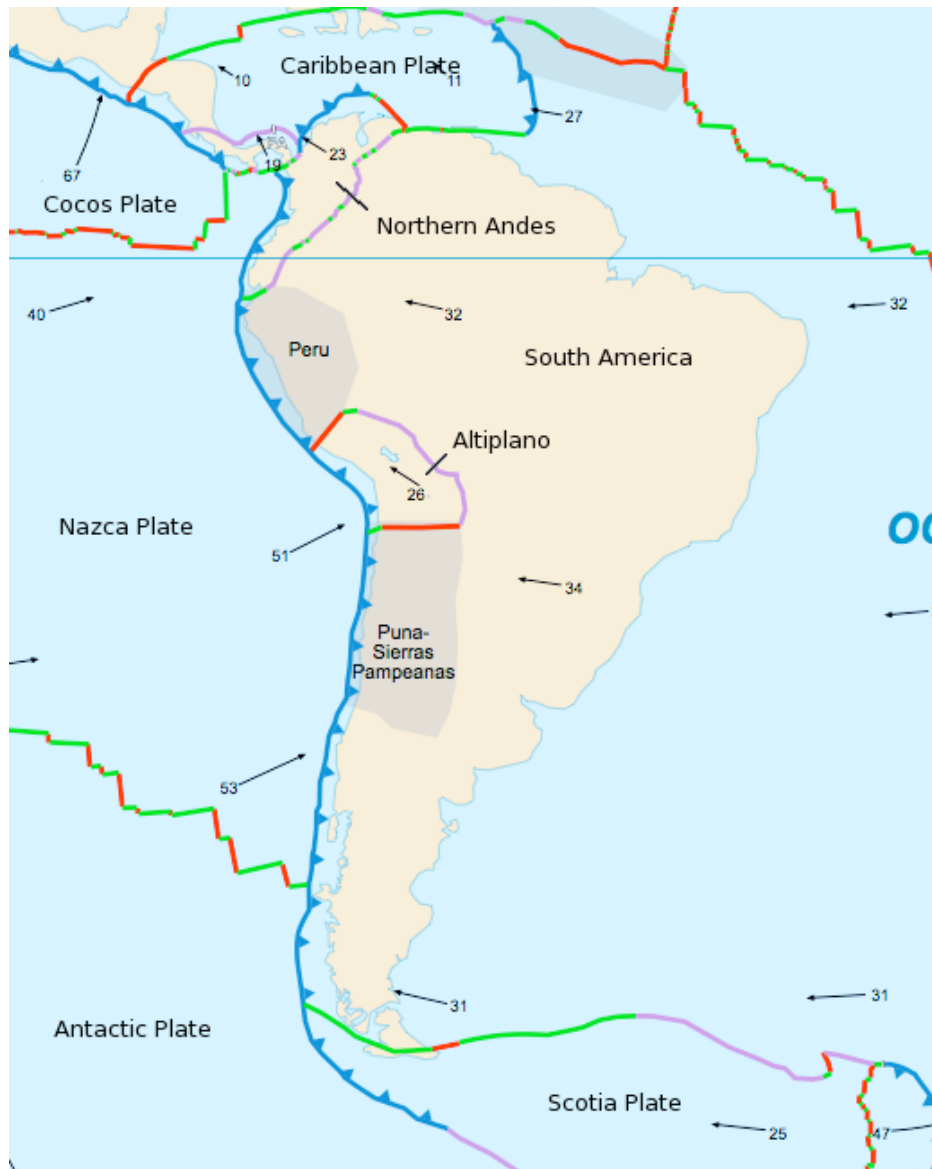 10
Caribbean Plate
11
27
23
19
67
Cocos Plate
Northern Andes
40
32
32
Peru
South America
Altiplano
26
Nazca Plate
51
OC
34
Puna-
Sierras
Pampeanas
53
31
31
Antactic Plate
Scotia Plate
25
47